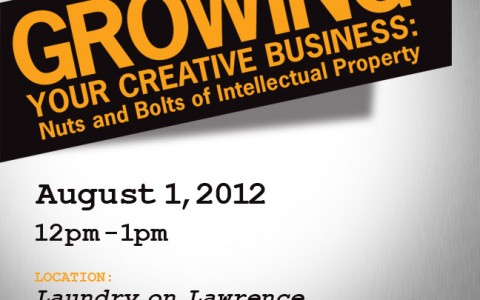 GROWING
YOUR CREATIVE BUSINESS:
Nuts and Bolts of Intellectual Property
August 1, 2012
12pm - 1pm
LOCATION:
Laundry on Lawrence